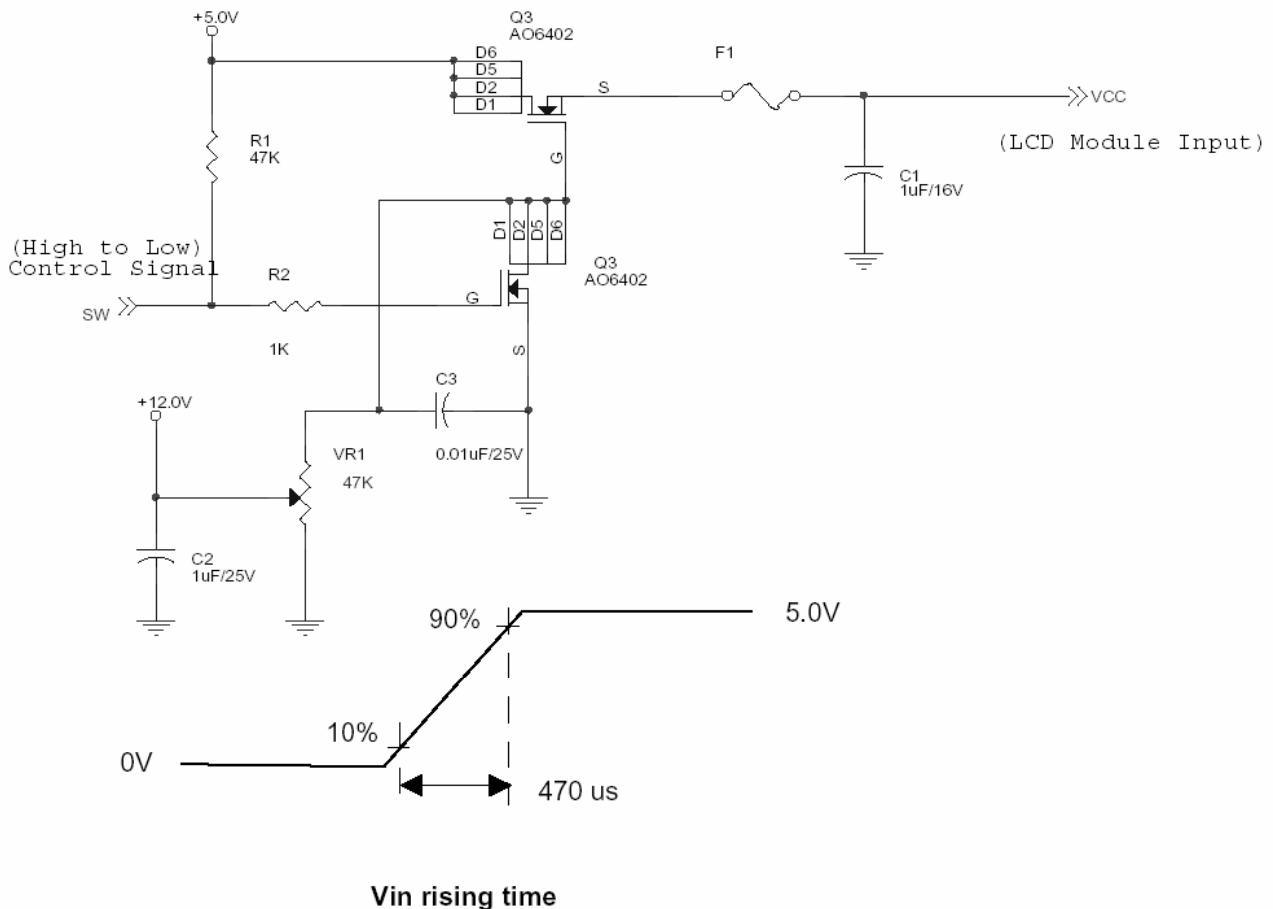 +5.0V
Q3
AO6402
D6
D5
D2
D1
S
F1
VCC
(LCD Module Input)
R1
47K
G
C1
1uF/16V
D1
D2
D5
D6
(High to Low)
Control Signal
SW
R2
1K
G
Q3
AO6402
S
C3
0.01uF/25V
+12.0V
VR1
47K
C2
1uF/25V
90%
5.0V
10%
0V
470 us
Vin rising time